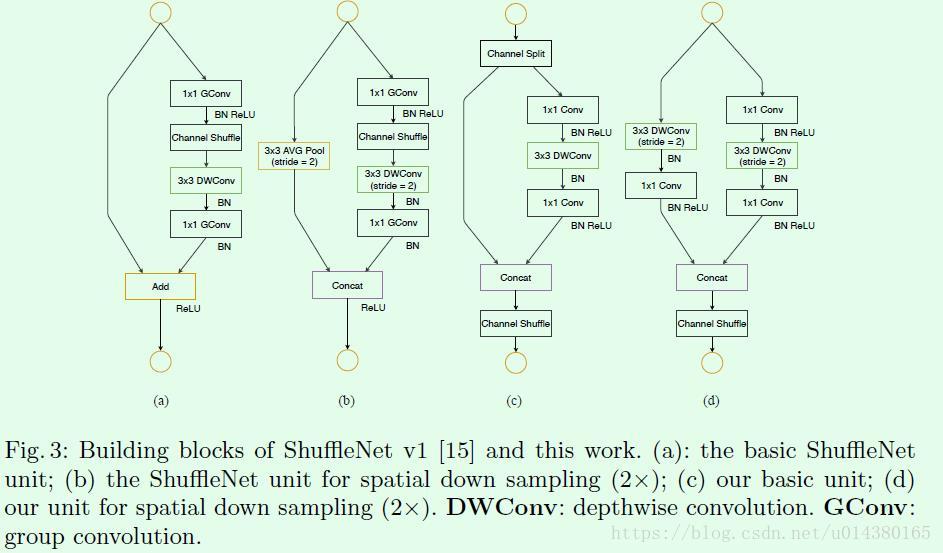 1x1 GConv
BN ReLU
Channel Shuffle
3x3 DWConv
BN
1x1 GConv
BN
Add
ReLU
(a)
3x3 AVG Pool
(stride = 2)
1x1 GConv
BN ReLU
Channel Shuffle
3x3 DWConv
(stride = 2)
BN
1x1 GConv
BN
Concat
ReLU
(b)
Channel Split
1x1 Conv
BN ReLU
3x3 DWConv
BN
1x1 Conv
BN ReLU
Concat
Channel Shuffle
(c)
3x3 DWConv
(stride = 2)
BN
1x1 Conv
BN ReLU
1x1 Conv
BN ReLU
3x3 DWConv
(stride = 2)
BN
1x1 Conv
BN ReLU
Concat
Channel Shuffle
(d)
Fig. 3: Building blocks of ShuffleNet v1 [15] and this work. (a): the basic ShuffleNet
unit; (b) the ShuffleNet unit for spatial down sampling (2×); (c) our basic unit; (d)
our unit for spatial down sampling (2×). DWConv: depthwise convolution. GConv:
group convolution.
https://blog.csdn.net/u014380165